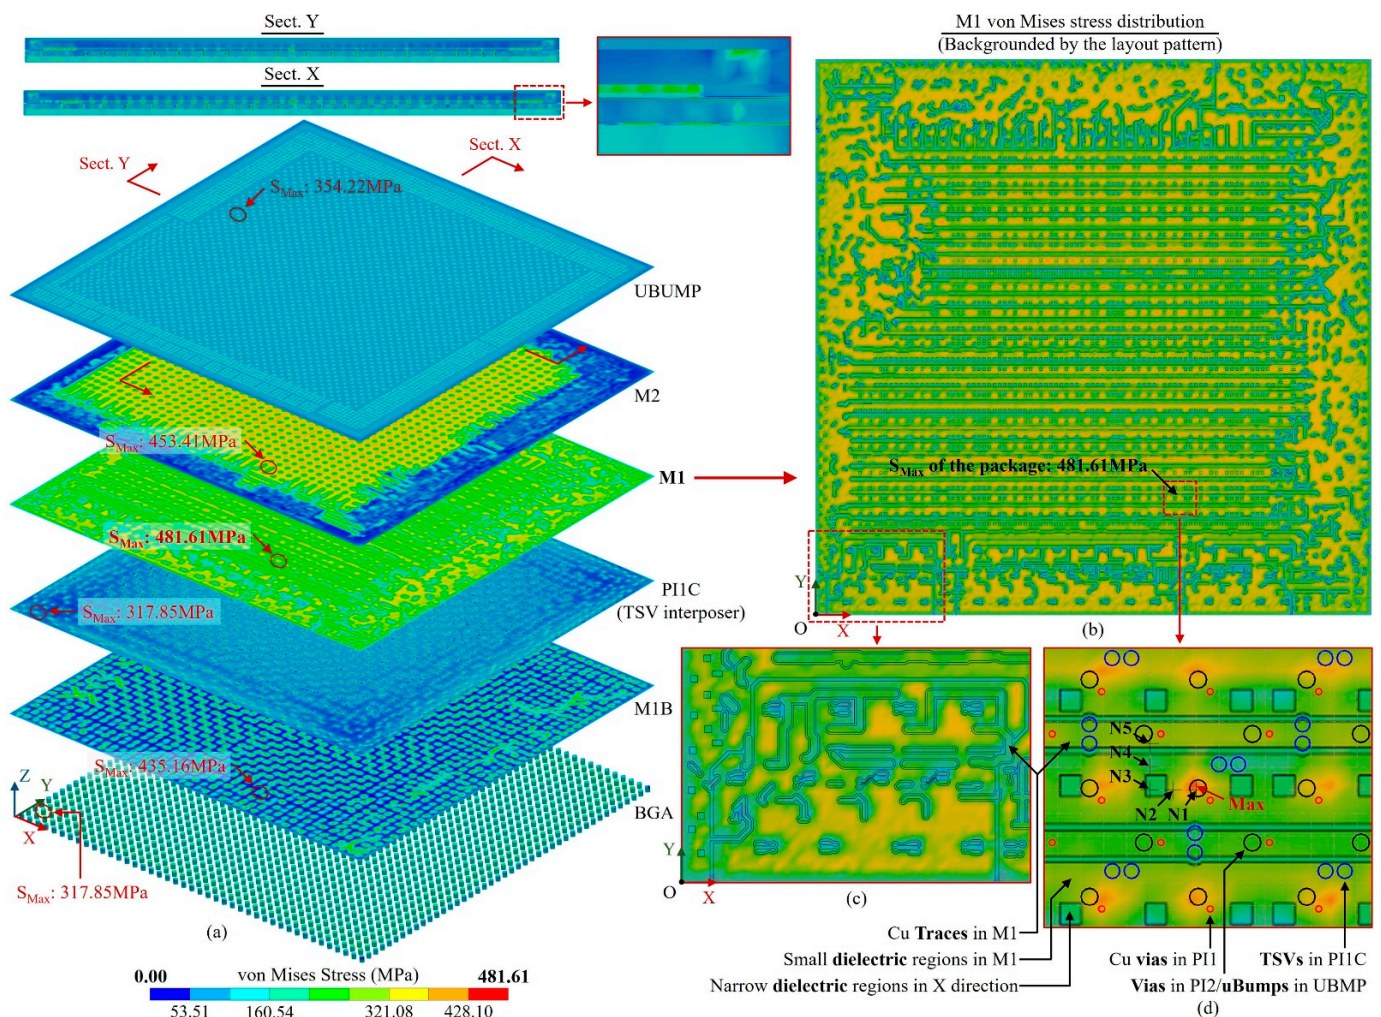 Sect. Y
Sect. X
M1 von Mises stress distribution
(Backgrounded by the layout pattern)
Sect. Y
Sect. X
SMax: 354.22MPa
UBUMP
M2
SMax: 453.41MPa
M1
SMax of the package: 481.61MPa
SMax: 481.61MPa
PI1C
(TSV interposer)
SMax: 317.85MPa
Y
O
X
(b)
M1B
SMax: 435.16MPa
Z
Y
X
BGA
SMax: 317.85MPa
(a)
Y
O
X
(c)
N5
N4
N3
N2
N1
Max
Cu Traces in M1
Small dielectric regions in M1
Narrow dielectric regions in X direction
Cu vias in PI1
TSVs in PI1C
Vias in PI2/uBumps in UBMP
(d)
0.00
von Mises Stress (MPa)
481.61
53.51
160.54
321.08
428.10